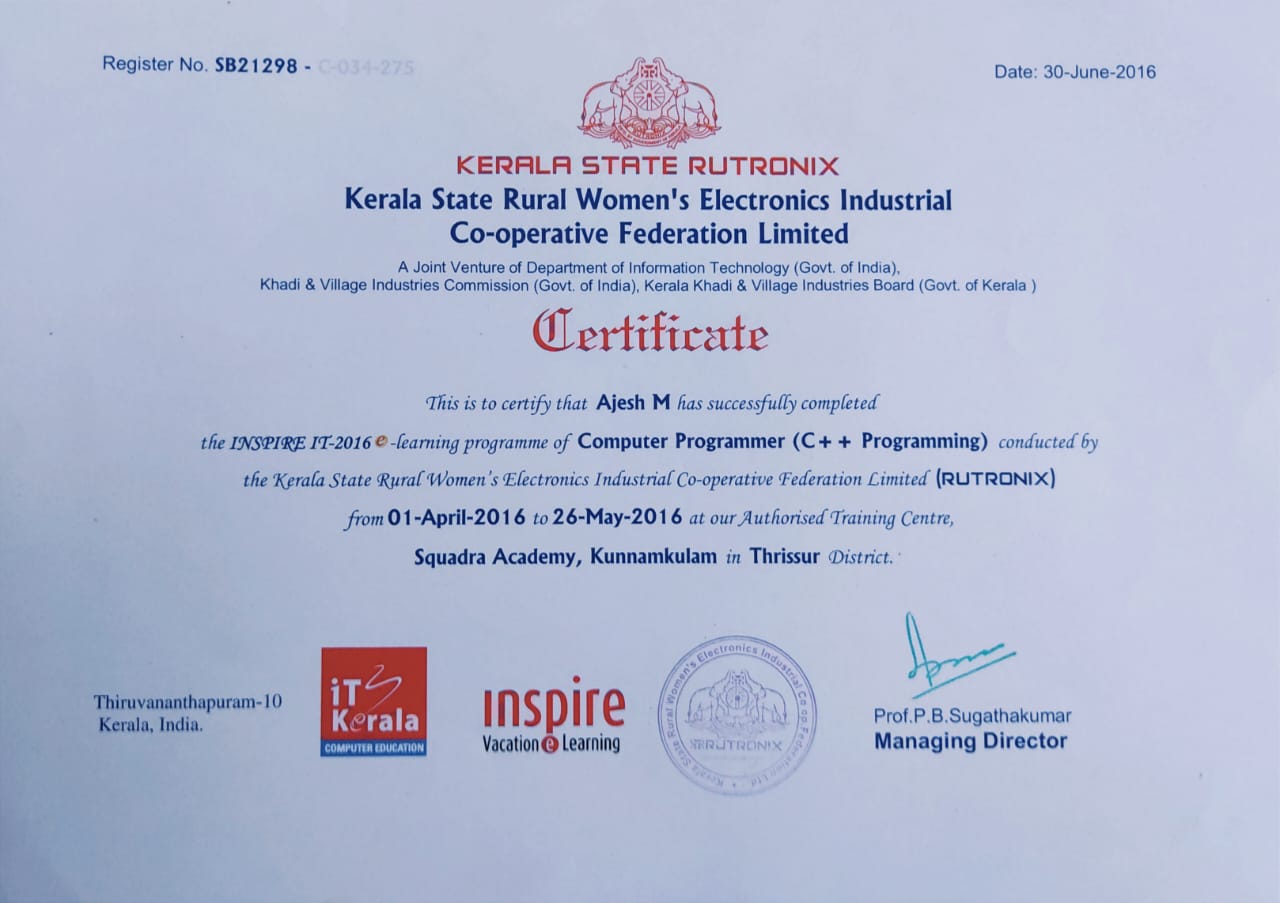 Register No. SB21298 - C-034-275
Date: 30-June-2016
KERALA STATE RUTRONIX
Kerala State Rural Women's Electronics Industrial
Co-operative Federation Limited
A Joint Venture of Department of Information Technology (Govt. of India),
Khadi & Village Industries Commission (Govt. of India), Kerala Khadi & Village Industries Board (Govt. of Kerala )
Certificate
This is to certify that Ajesh M has successfully completed
the INSPIRE IT-2016 e-learning programme of Computer Programmer (C+ + Programming) conducted by
the Kerala State Rural Women's Electronics Industrial Co-operative Federation Limited (RUTRONIX)
from 01-April-2016 to 26-May-2016 at our Authorised Training Centre,
Squadra Academy, Kunnamkulam in Thrissur District.
Thiruvananthapuram-10
Kerala, India.
iT
Kerala
COMPUTER EDUCATION
inspire
Vacation e Learning
Kerala State Rural Women's Electronics Industrial Co op: Federation Ltd
RUTRONIX
Prof.P.B.Sugathakumar
Managing Director